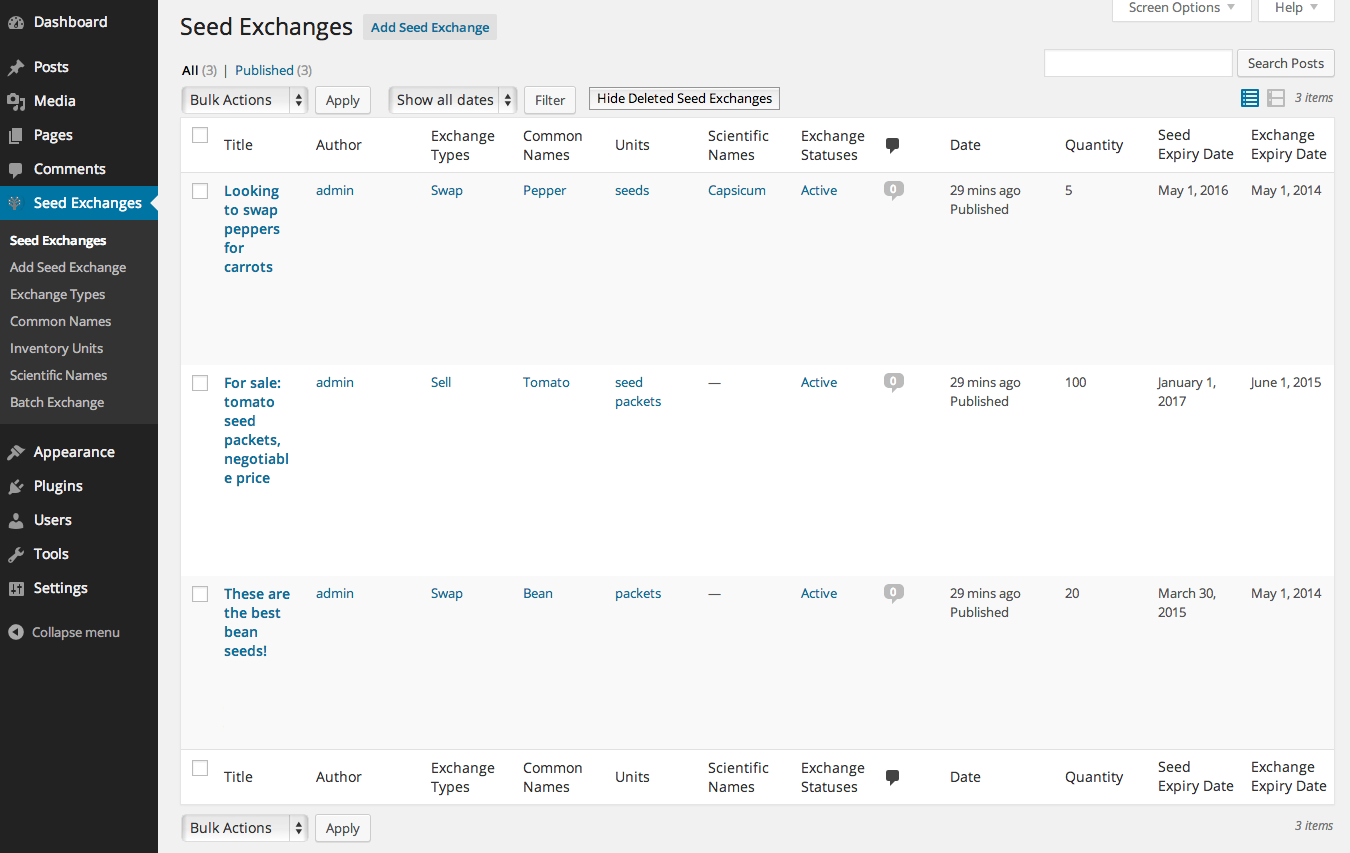 Dashboard
Posts
Media
Pages
Comments
Seed Exchanges
Seed Exchanges
Add Seed Exchange
Exchange Types
Common Names
Inventory Units
Scientific Names
Batch Exchange
Appearance
Plugins
Users
Tools
Settings
Collapse menu
Screen Options
Help
Seed Exchanges
Add Seed Exchange
All (3) | Published (3)
Search Posts
Bulk Actions
Apply
Show all dates
Filter
Hide Deleted Seed Exchanges
3 items
Title
Author
Exchange
Types
Common
Names
Units
Scientific
Names
Exchange
Statuses
Date
Quantity
Seed
Expiry Date
Exchange
Expiry Date
Looking
to swap
peppers
for
carrots
admin
Swap
Pepper
seeds
Capsicum
Active
0
29 mins ago
Published
5
May 1, 2016
May 1, 2014
For sale:
tomato
seed
packets,
negotiabl
e price
admin
Sell
Tomato
seed
packets
—
Active
0
29 mins ago
Published
100
January 1,
2017
June 1, 2015
These are
the best
bean
seeds!
admin
Swap
Bean
packets
—
Active
0
29 mins ago
Published
20
March 30,
2015
May 1, 2014
Title
Author
Exchange
Types
Common
Names
Units
Scientific
Names
Exchange
Statuses
Date
Quantity
Seed
Expiry Date
Exchange
Expiry Date
Bulk Actions
Apply
3 items